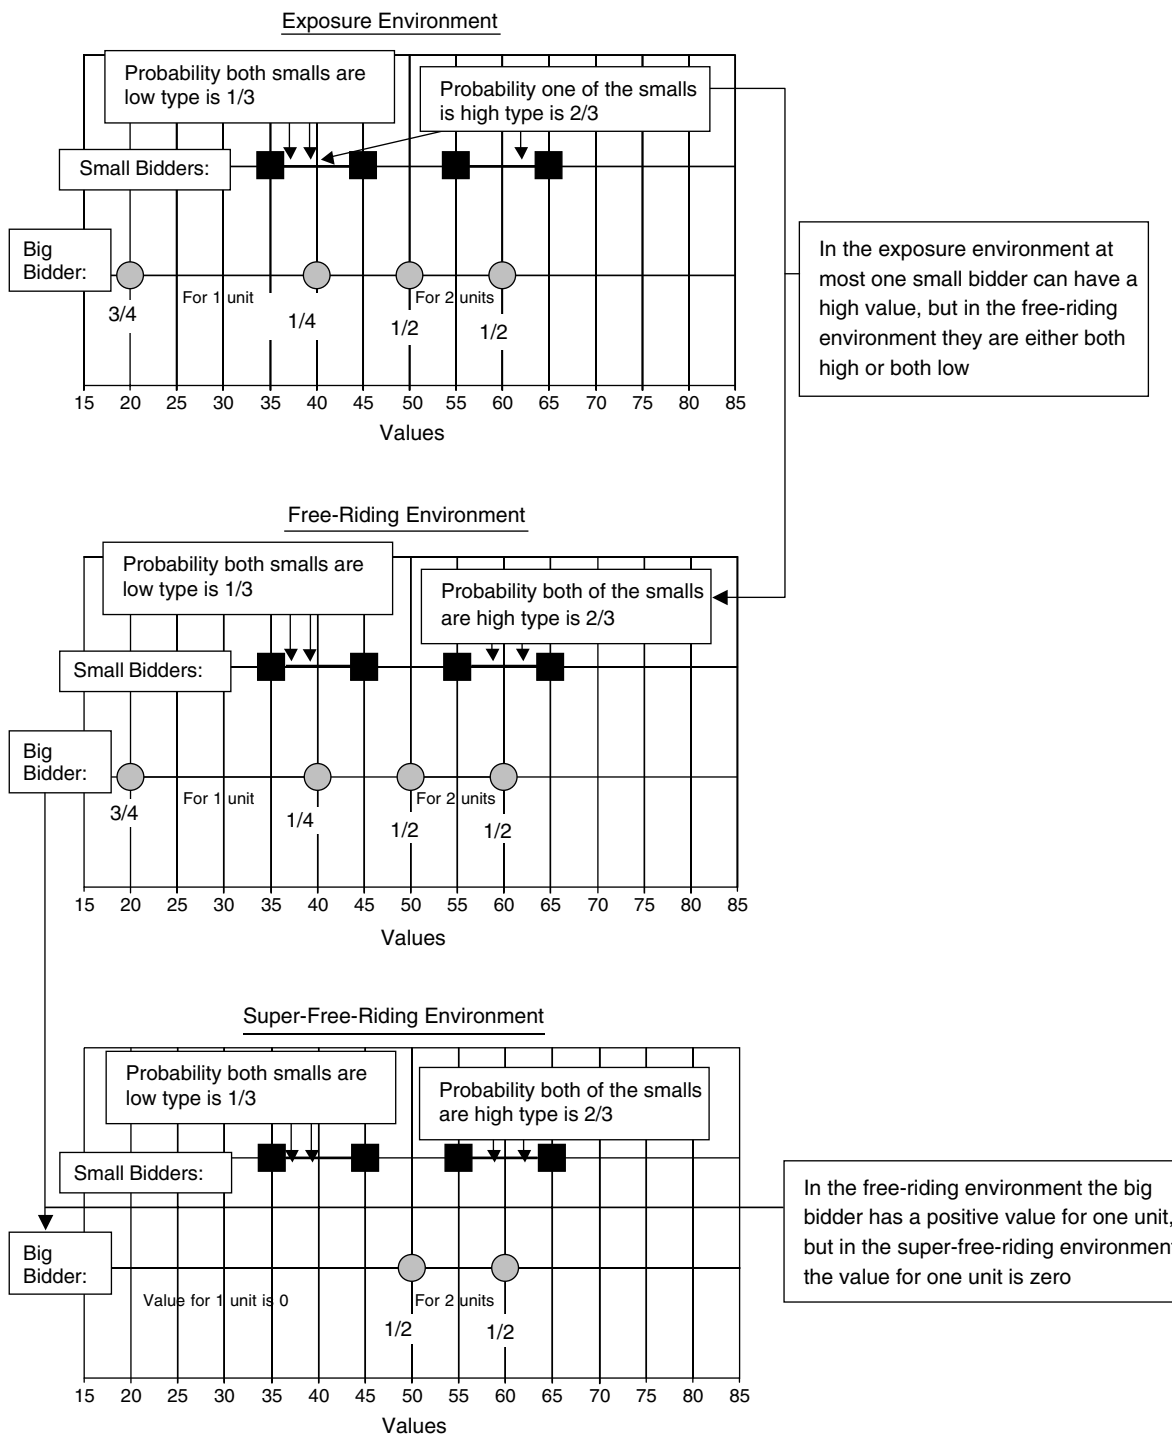 Exposure Environment
Probability both smalls are
low type is 1/3
Probability one of the smalls
is high type is 2/3
Small Bidders:
Big
Bidder:
For 1 unit
For 2 units
3/4
1/4
1/2
1/2
15 20 25 30 35 40 45 50 55 60 65 70 75 80 85
Values
In the exposure environment at
most one small bidder can have a
high value, but in the free-riding
environment they are either both
high or both low
Free-Riding Environment
Probability both smalls are
low type is 1/3
Probability both of the smalls
are high type is 2/3
Small Bidders:
Big
Bidder:
For 1 unit
For 2 units
3/4
1/4
1/2
1/2
15 20 25 30 35 40 45 50 55 60 65 70 75 80 85
Values
Super-Free-Riding Environment
Probability both smalls are
low type is 1/3
Probability both of the smalls
are high type is 2/3
Small Bidders:
Big
Bidder:
Value for 1 unit is 0
For 2 units
1/2
1/2
15 20 25 30 35 40 45 50 55 60 65 70 75 80 85
Values
In the free-riding environment the big
bidder has a positive value for one unit,
but in the super-free-riding environment
the value for one unit is zero